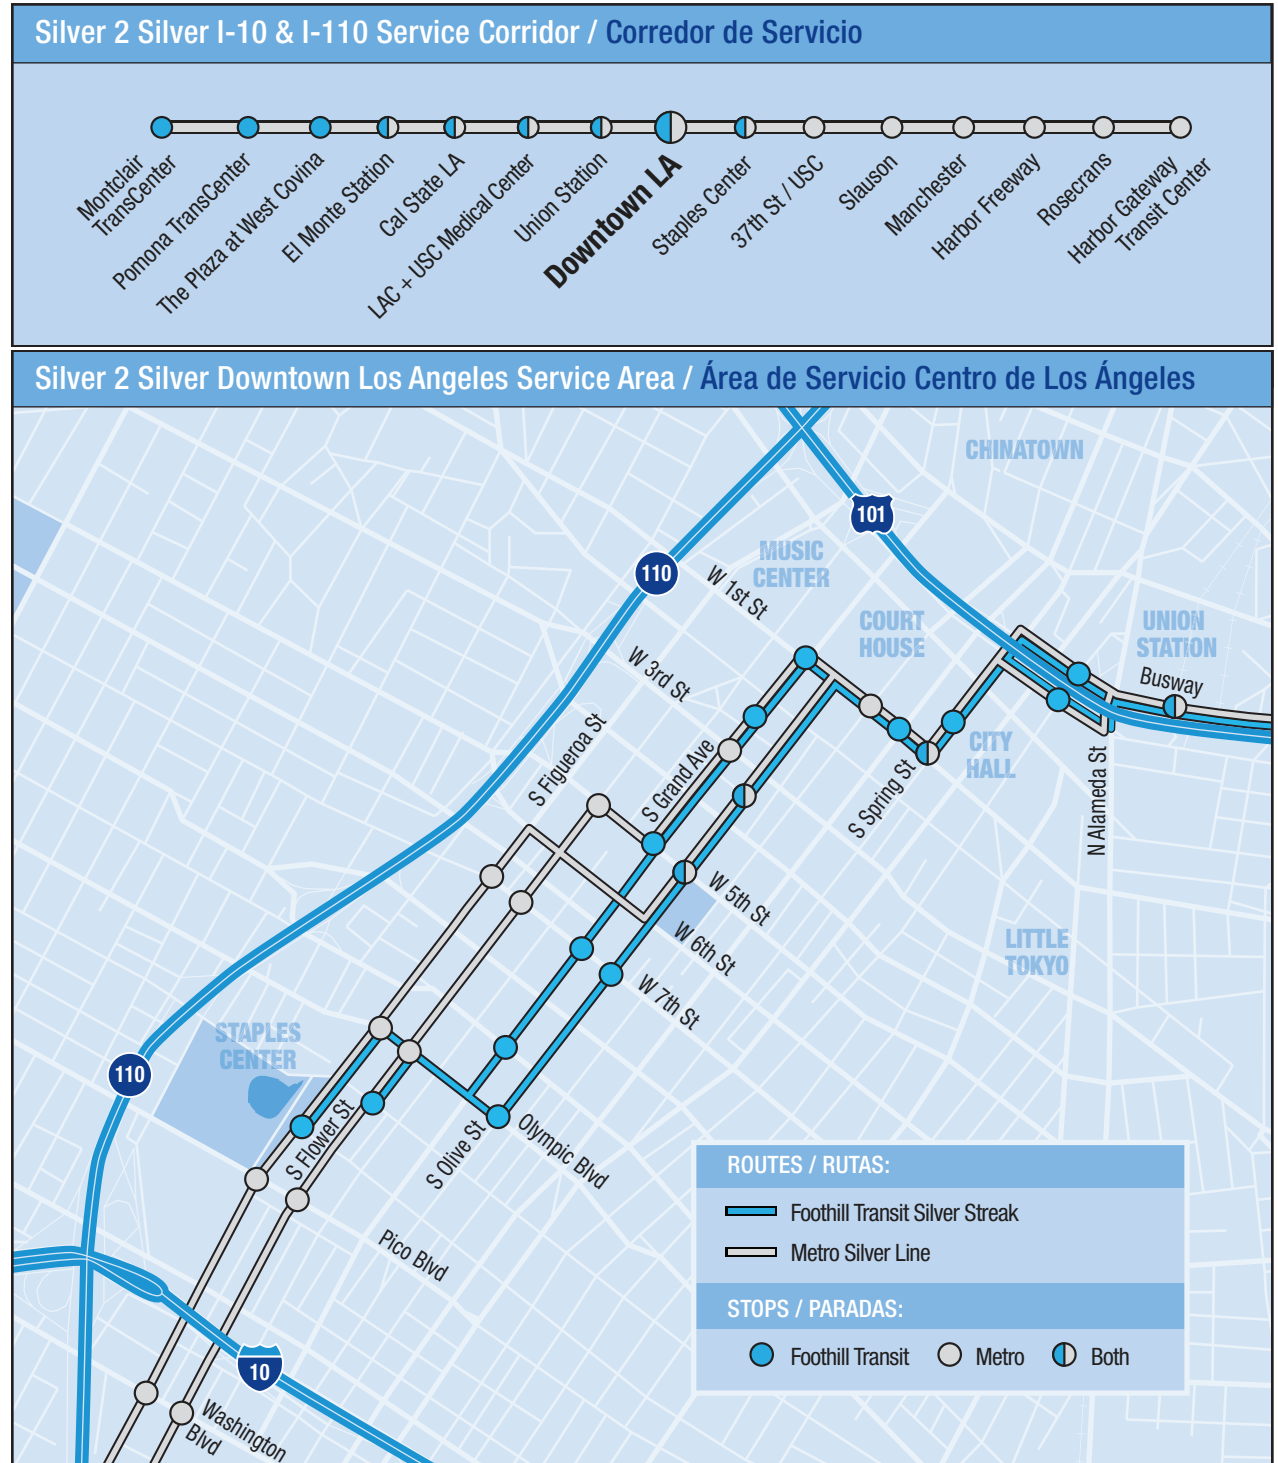 Silver 2 Silver I-10 & I-110 Service Corridor / Corredor de Servicio
Montclair
TransCenter
Pomona TransCenter
The Plaza at West Covina
El Monte Station
Cal State LA
LAC + USC Medical Center
Union Station
Downtown LA
Staples Center
37th St / USC
Slauson
Manchester
Harbor Freeway
Rosecrans
Harbor Gateway
Transit Center
Silver 2 Silver Downtown Los Angeles Service Area / Área de Servicio Centro de Los Ángeles
CHINATOWN
101
MUSIC
CENTER
110
W 1st St
COURT
HOUSE
UNION
STATION
Busway
W 3rd St
S Figueroa St
S Grand Ave
CITY
HALL
S Spring St
N Alameda St
W 5th St
W 6th St
LITTLE
TOKYO
W 7th St
STAPLES
CENTER
110
S Flower St
S Olive St
Olympic Blvd
Pico Blvd
10
Washington
Blvd
ROUTES / RUTAS:
Foothill Transit Silver Streak
Metro Silver Line
STOPS / PARADAS:
Foothill Transit
Metro
Both